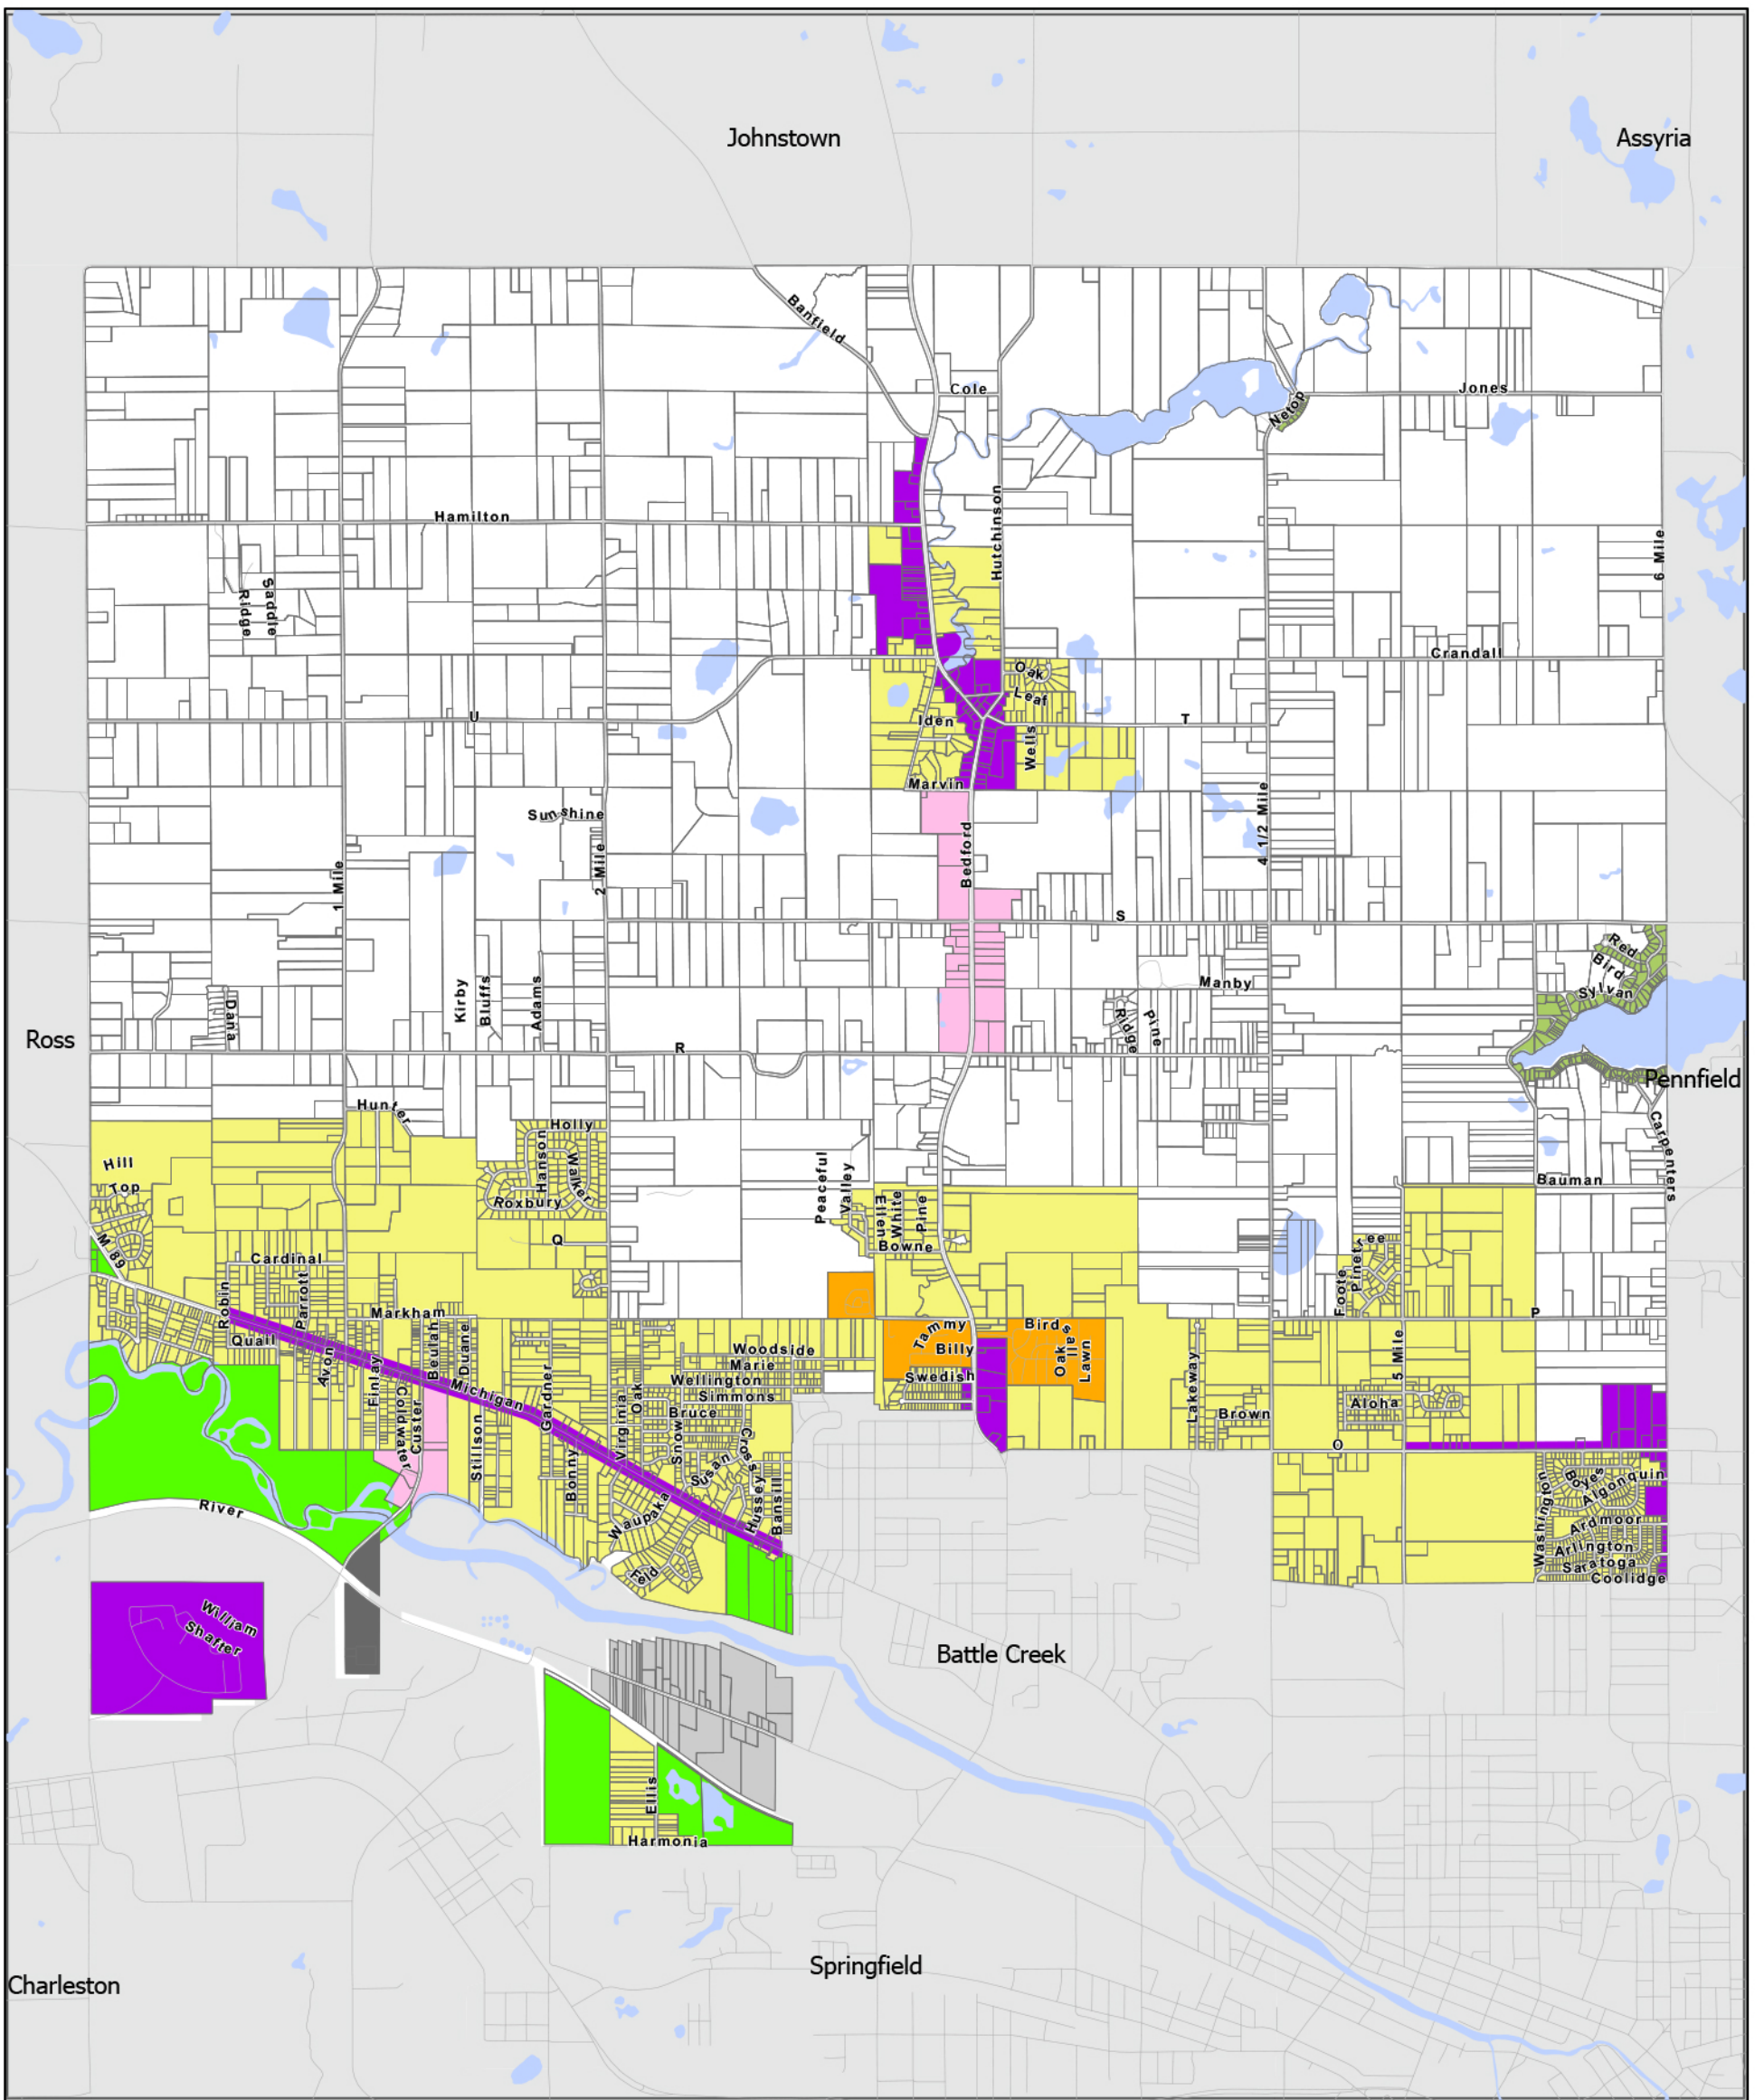 Johnstown
Assyria
Banfield
Cole
Jones
Netop
Hamilton
Hutchinson
6 Mile
Saddle
Ridge
Crandall
Oak
Leaf
U
Iden
T
Wells
Marvin
Sunshine
4 1/2 Mile
Bedford
1 Mile
2 Mile
S
Red
Bird
Sylvan
Manby
Kirby
Bluffs
Adams
Diana
Ridge
Pine
Ross
R
Pennfield
Hunter
Carpenters
Holly
Hanson
Walker
Roxbury
Hill
Top
Peaceful
Valley
Ellen
White
Pine
Bowne
Bauman
Q
M 89
Cardinal
Pinetree
Foote
Robin
Parrott
Markham
P
Quail
Avon
Finlay
Beulah
Duane
Tammy
Billy
Birdsall
Oak
Lawn
5 Mile
Woodside
Marie
Wellington
Simmons
Swedish
Michigan
Gardner
Lakeway
Coldwater
Custer
Stillson
Bonny
Virginia
Oak
Bruce
Snow
Cross
Susan
Brown
Aloha
O
Hussey
Bansill
Waupaka
Feld
River
Washington
Boyes
Algonquin
Ardmoor
Arlington
Saratoga
Coolidge
William
Shafter
Battle Creek
Ellis
Harmonia
Springfield
Charleston